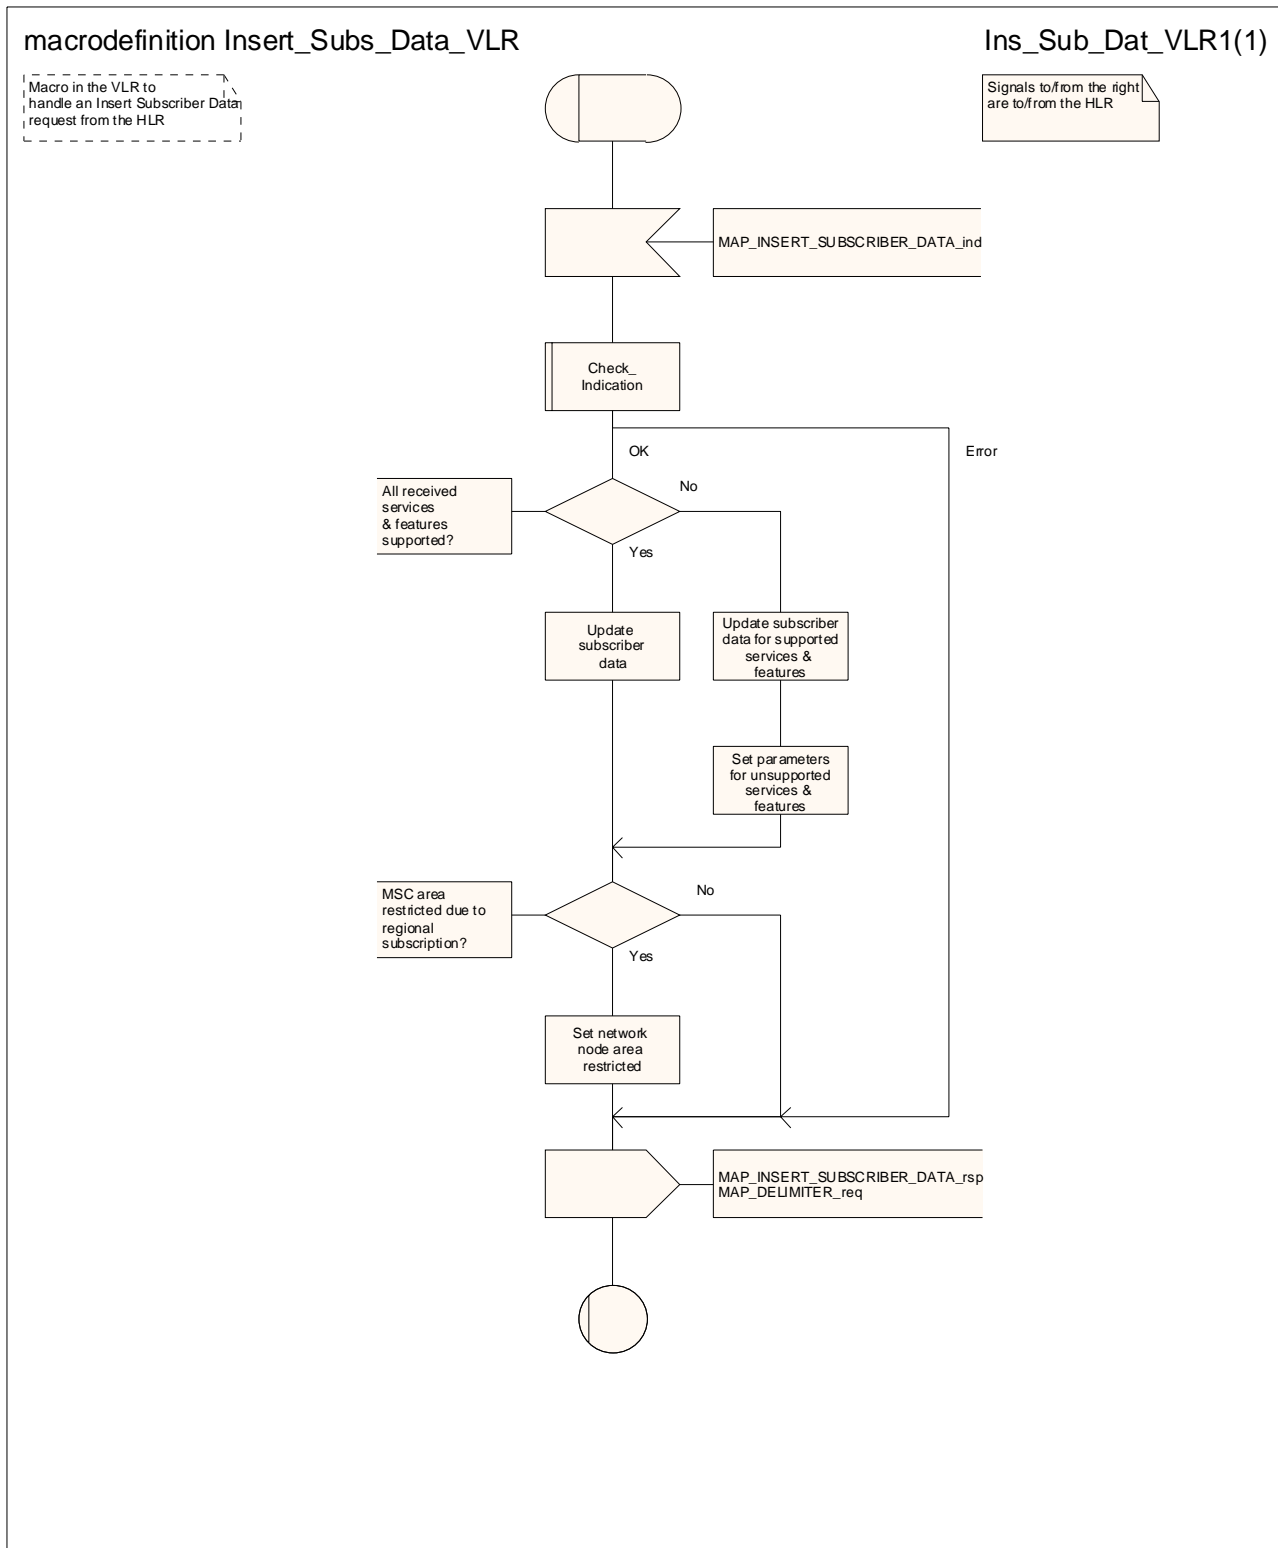 macrodefinition Insert_Subs_Data_VLR
Ins_Sub_Dat_VLR1(1)
Macro in the VLR to
handle an Insert Subscriber Data
request from the HLR
Signals to/from the right
are to/from the HLR
MAP_INSERT_SUBSCRIBER_DATA_ind
Check_
Indication
OK
Error
All received
services
& features
supported?
No
Yes
Update
subscriber
data
Update subscriber
data for supported
services &
features
Set parameters
for unsupported
services &
features
MSC area
restricted due to
regional
subscription?
No
Yes
Set network
node area
restricted
MAP_INSERT_SUBSCRIBER_DATA_rsp
MAP_DELIMITER_req